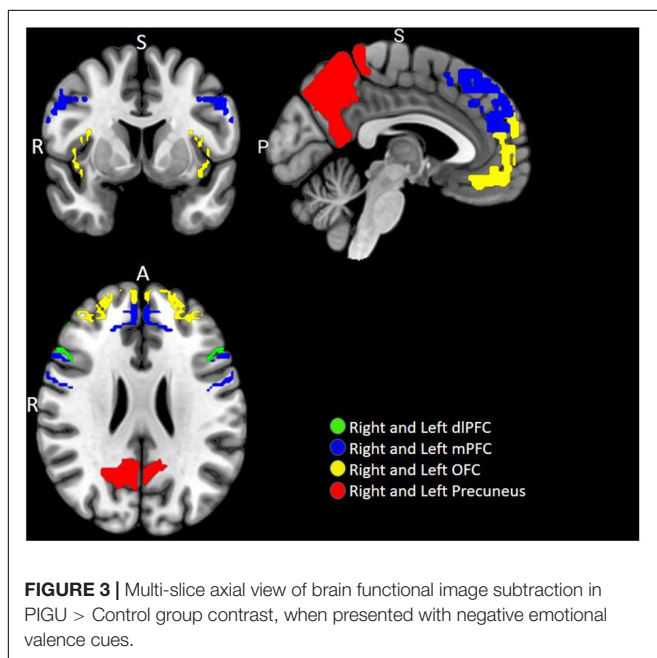 S
S
R
P
A
R
Right and Left dlPFC
Right and Left mPFC
Right and Left OFC
Right and Left Precuneus
FIGURE 3 | Multi-slice axial view of brain functional image subtraction in
PIGU > Control group contrast, when presented with negative emotional
valence cues.